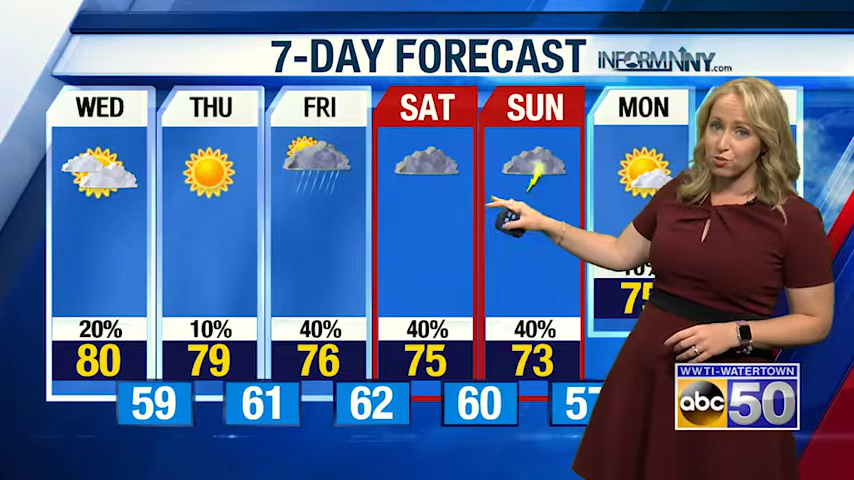 7-DAY FORECAST
INFORMNNY.com
WED THU FRI SAT SUN MON
20% 10% 40% 40% 40%
80 79 76 75 73 75
59 61 62 60 57
WWTI-WATERTOWN
abc 50